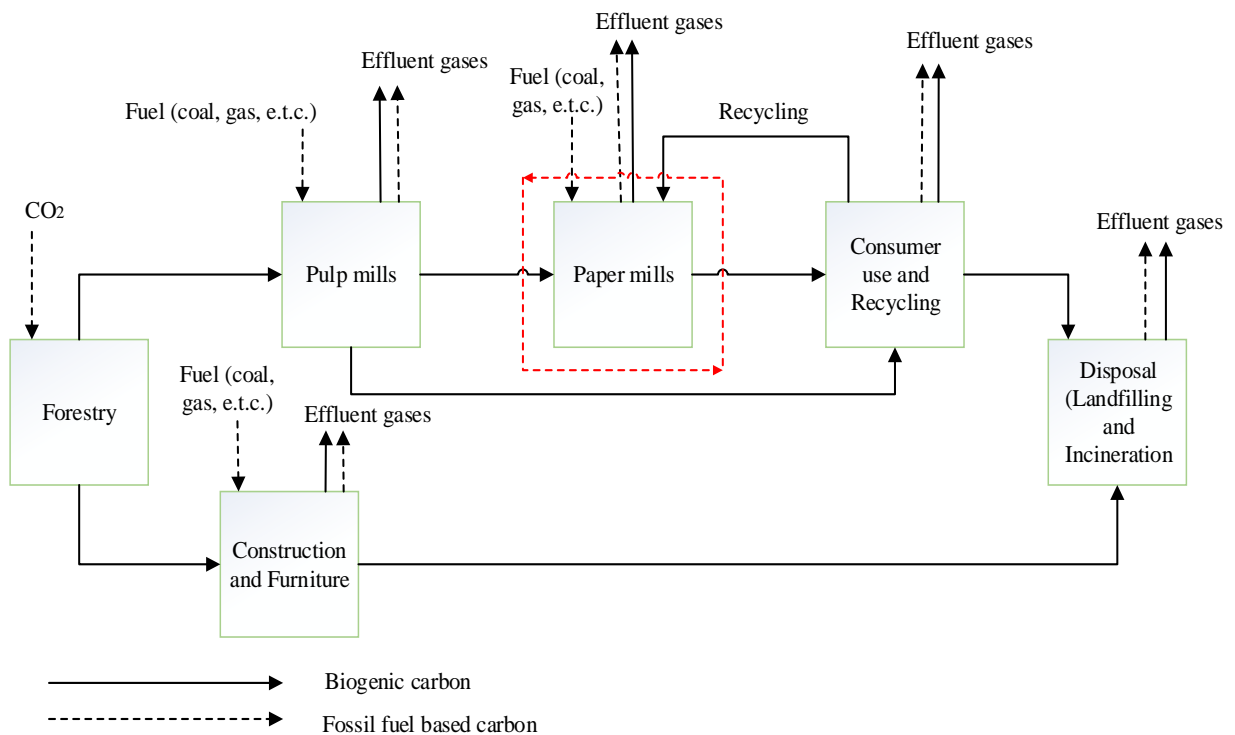 Effluent gases
Effluent gases
Effluent gases
Fuel (coal,
gas, e.t.c.)
Fuel (coal, gas, e.t.c.)
Recycling
CO2
Effluent gases
Pulp mills
Paper mills
Consumer
use and
Recycling
Forestry
Fuel (coal,
gas, e.t.c.)
Effluent gases
Disposal
(Landfilling
and
Incineration
Construction
and Furniture
Biogenic carbon
Fossil fuel based carbon